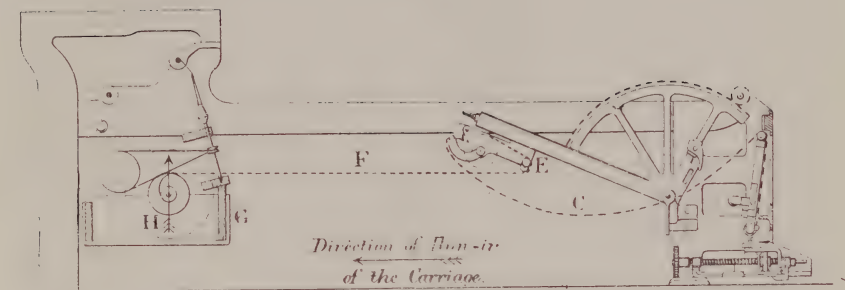 F
E
C
G
H
Direction of Run-in
of the Carriage.